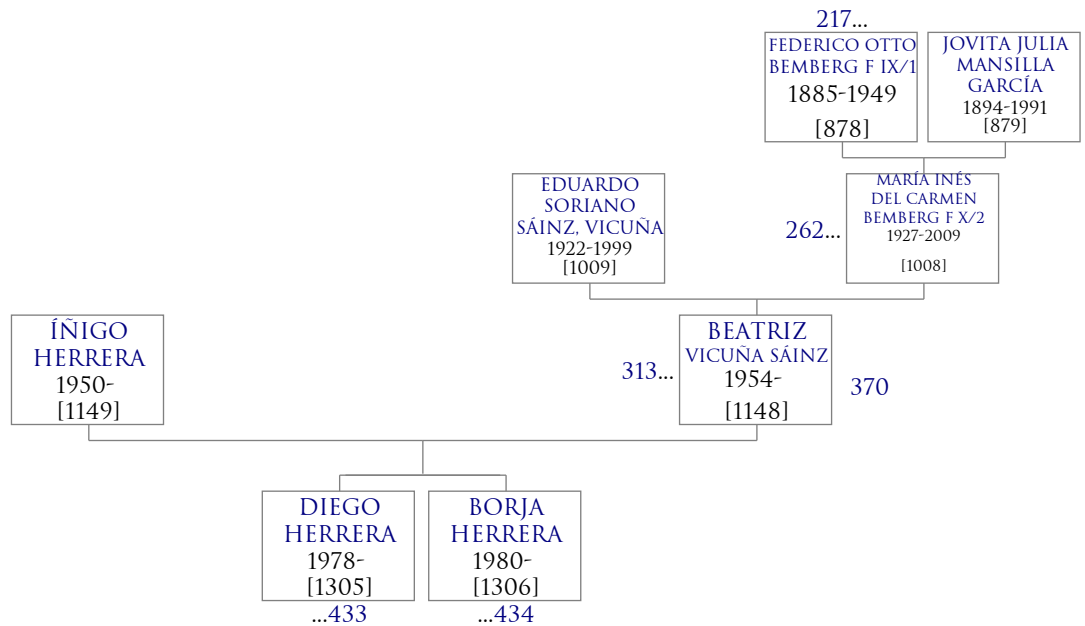 217...
FEDERICO OTTO
BEMBERG F IX/1
1885-1949
[878]
JOVITA JULIA
MANSILLA
GARCÍA
1894-1991
[879]
EDUARDO
SORIANO
SÁINZ, VICUÑA
1922-1999
[1009]
262...
MARÍA INÉS
DEL CARMEN
BEMBERG F X/2
1927-2009
[1008]
ÍÑIGO
HERRERA
1950-
[1149]
313...
BEATRIZ
VICUÑA SÁINZ
1954-
[1148]
370
DIEGO
HERRERA
1978-
[1305]
...433
BORJA
HERRERA
1980-
[1306]
...434